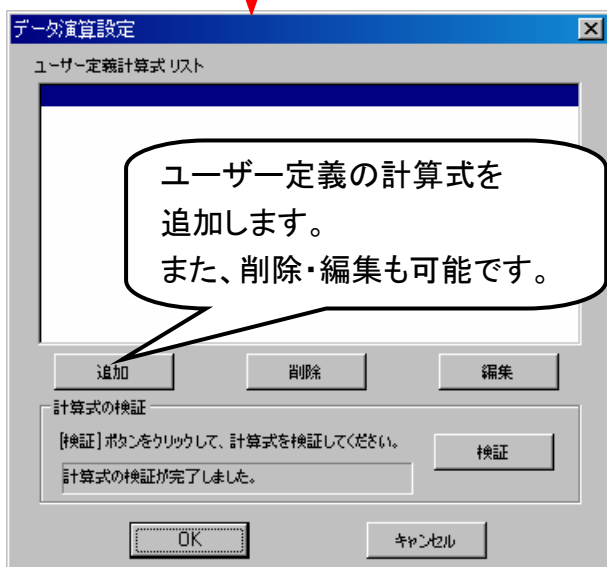 データ演算設定
ユーザー定義計算式 リスト
ユーザー定義の計算式を
追加します。
また、削除・編集も可能です。
追加
削除
編集
計算式の検証
[検証] ボタンをクリックして、計算式を検証してください。
検証
計算式の検証が完了しました。
OK
キャンセル